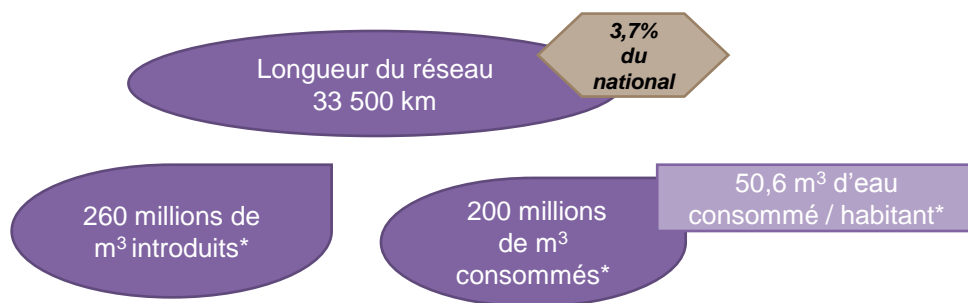 3,7%
du
national
Longueur du réseau
33 500 km
260 millions de
m³ introduits*
200 millions
de m³
consommés*
50,6 m³ d’eau
consommé / habitant*